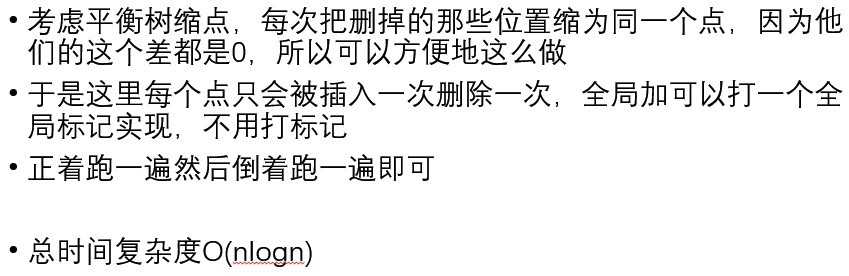 • 考虑平衡树缩点，每次把删掉的那些位置缩为同一个点，因为他
们的这个差都是0，所以可以方便地这么做
• 于是这里每个点只会被插入一次删除一次，全局加可以打一个全
局标记实现，不用打标记
• 正着跑一遍然后倒着跑一遍即可
• 总时间复杂度O(nlogn)